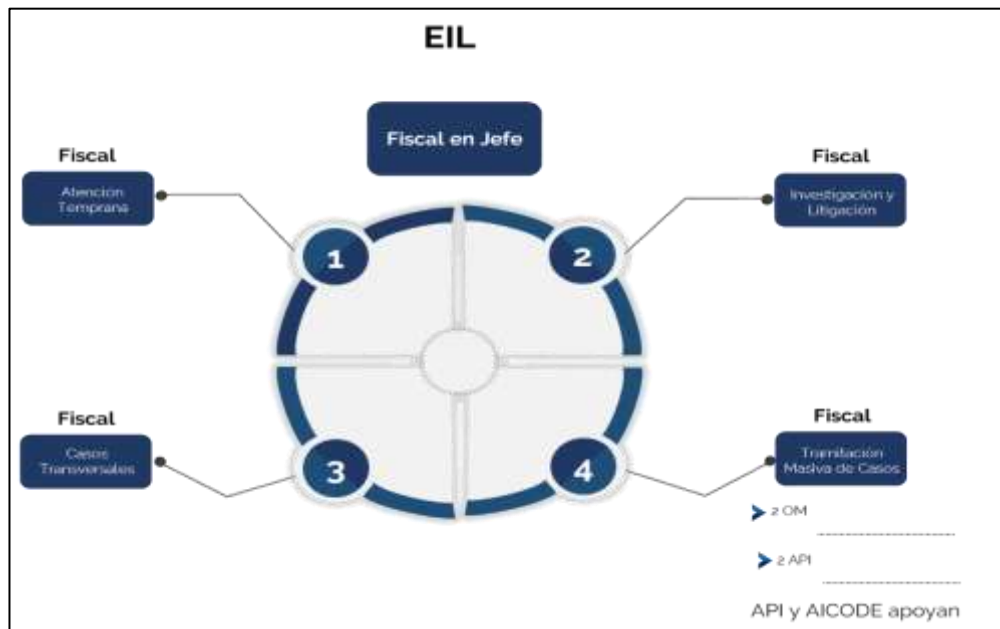 EIL
Fiscal en Jefe
Fiscal
Atención
Temprana
Fiscal
Investigación y
Litigación
1
2
Fiscal
Casos
Transversales
Fiscal
Tramitación
Masiva de Casos
3
4
2 OM
2 API
API y AICODE apoyan